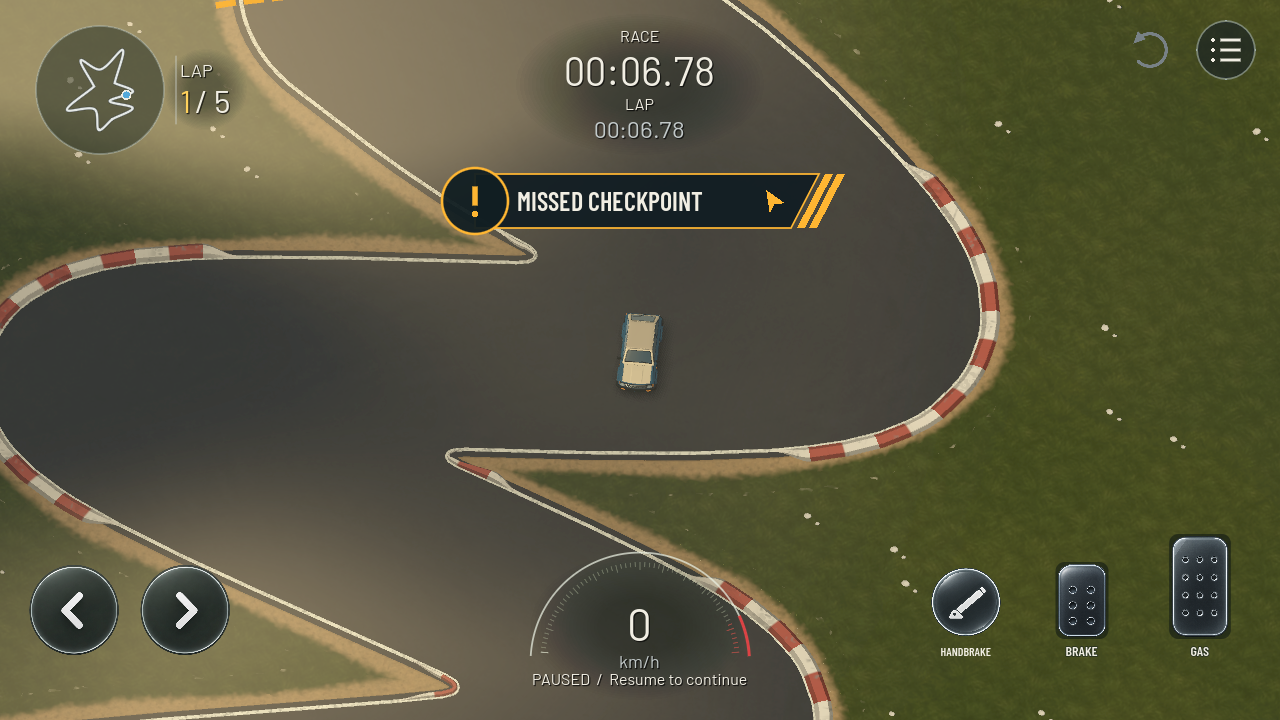 RACE
00:06.78
LAP
00:06.78
LAP
1/ 5
MISSED CHECKPOINT
0
km/h
PAUSED / Resume to continue
HANDBRAKE
BRAKE
GAS